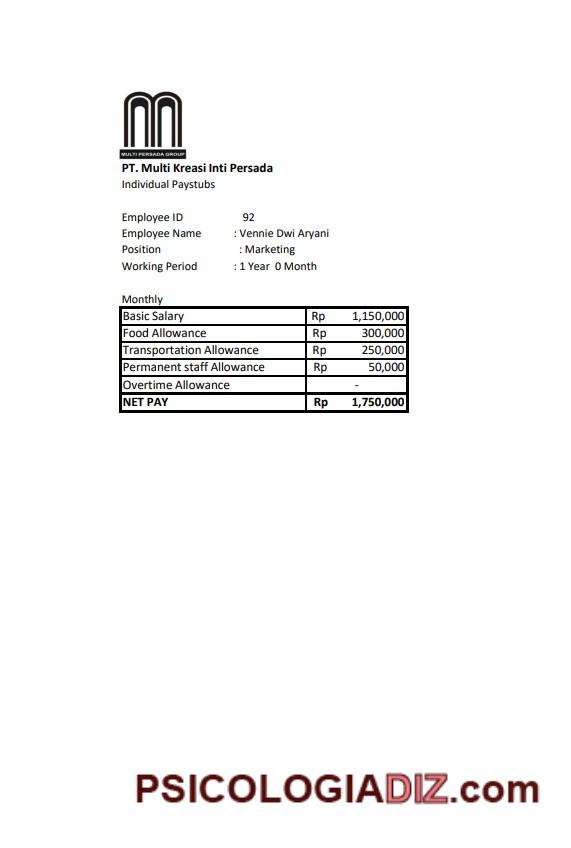 MULTI PERSADA GROUP
PT. Multi Kreasi Inti Persada
Individual Paystubs
Employee ID 92
Employee Name : Vennie Dwi Aryani
Position : Marketing
Working Period : 1 Year 0 Month
Monthly
Basic Salary Rp 1,150,000
Food Allowance Rp 300,000
Transportation Allowance Rp 250,000
Permanent staff Allowance Rp 50,000
Overtime Allowance -
NET PAY Rp 1,750,000
PSICOLOGIADIZ.com